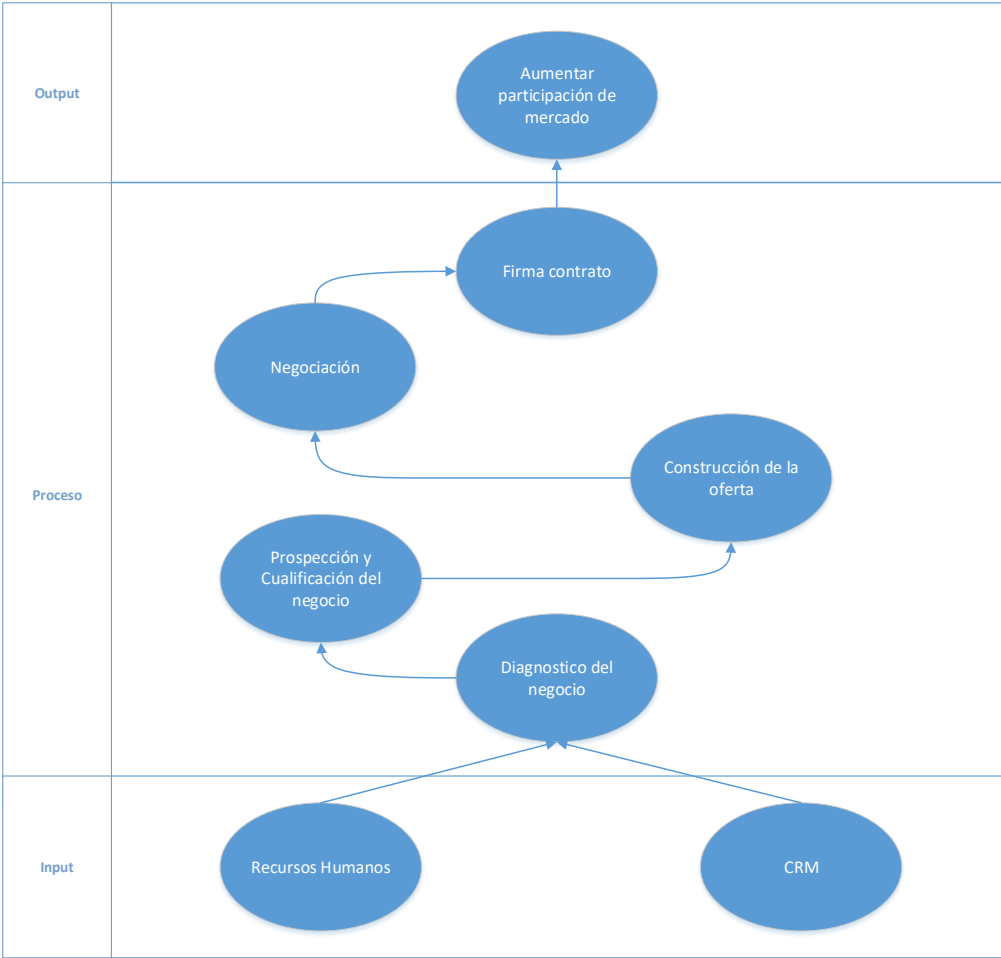 Output
Aumentar
participación de
mercado
Proceso
Firma contrato
Negociación
Construcción de la
oferta
Prospección y
Cualificación del
negocio
Diagnostico del
negocio
Input
Recursos Humanos
CRM